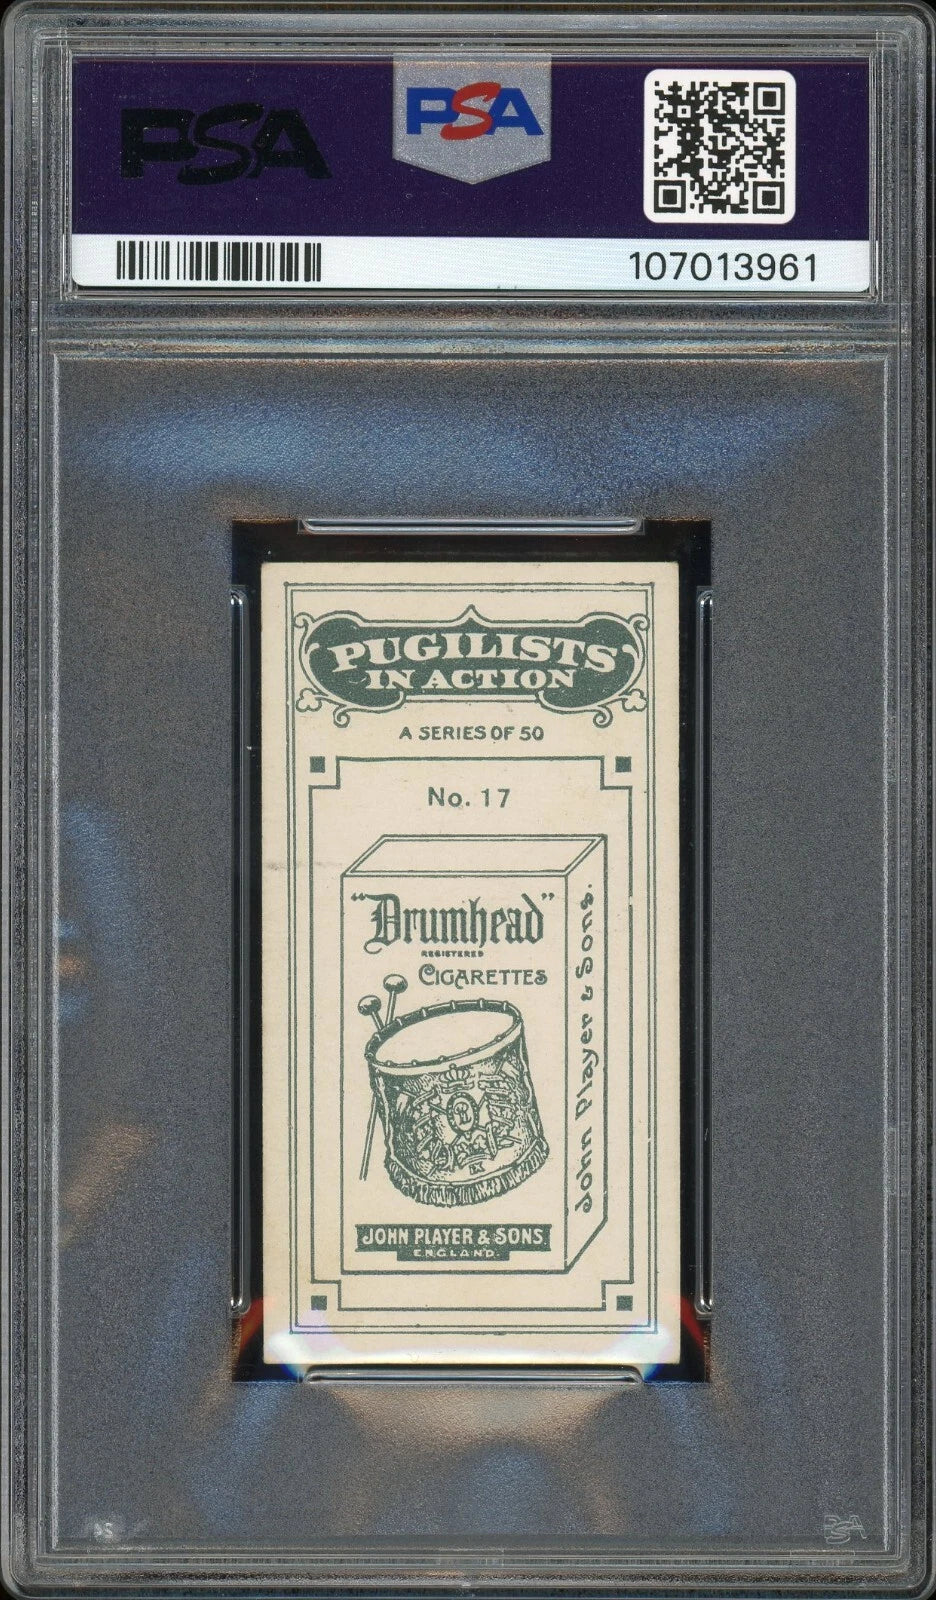 PSA PSA
107013961
PUGILISTS
IN ACTION
A SERIES OF 50
No. 17
"Drumhead"
REGISTERED
CIGARETTES
John Player & Sons.
JOHN PLAYER & SONS
ENGLAND.
PSA